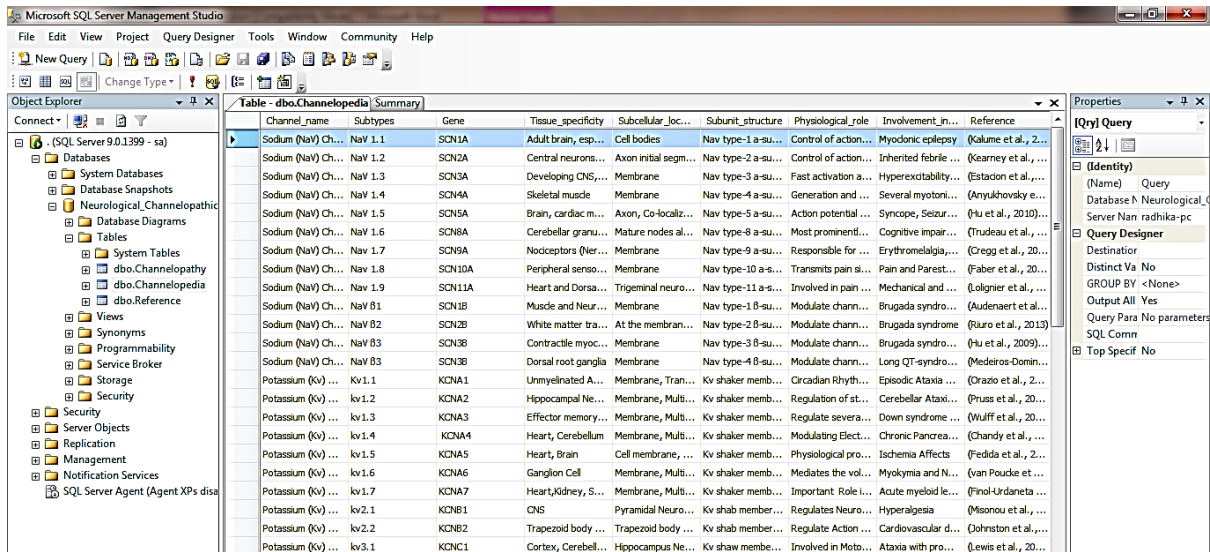 Microsoft SQL Server Management Studio
File Edit View Project Query Designer Tools Window Community Help
New Query
Change Type
Object Explorer
Connect
. (SQL Server 9.0.1399 - sa)
Databases
System Databases
Database Snapshots
Neurological_Channelopathic
Database Diagrams
Tables
System Tables
dbo.Channelopathy
dbo.Channelopedia
dbo.Reference
Views
Synonyms
Programmability
Service Broker
Storage
Security
Security
Server Objects
Replication
Management
Notification Services
SQL Server Agent (Agent XPs disa
Table - dbo.Channelopedia Summary
Channel_name Subtypes Gene Tissue_specificity Subcellular_loc... Subunit_structure Physiological_role Involvement_in... Reference
Sodium (NaV) Ch... NaV 1.1 SCN1A Adult brain, esp... Cell bodies Nav type-1 a-su... Control of action... Myoclonic epilepsy (Kalume et al., 2...
Sodium (NaV) Ch... NaV 1.2 SCN2A Central neurons... Axon initial segm... Nav type-2 a-su... Control of action... Inherited febrile ... (Kearney et al., ...
Sodium (NaV) Ch... NaV 1.3 SCN3A Developing CNS,... Membrane Nav type-3 a-su... Fast activation a... Hyperexcitability... (Estacion et al.,...
Sodium (NaV) Ch... NaV 1.4 SCN4A Skeletal muscle Membrane Nav type-4 a-su... Generation and ... Several myotoni... (Anyukhovsky e...
Sodium (NaV) Ch... NaV 1.5 SCN5A Brain, cardiac m... Axon, Co-localiz... Nav type-5 a-su... Action potential ... Syncope, Seizur... (Hu et al., 2010)...
Sodium (NaV) Ch... NaV 1.6 SCN8A Cerebellar granu... Mature nodes al... Nav type-8 a-su... Most prominentl... Cognitive impair... (Trudeau et al., ...
Sodium (NaV) Ch... Nav 1.7 SCN9A Nociceptors (Ner... Membrane Nav type-9 a-su... Responsible for ... Erythromelalgia,... (Cregg et al., 20...
Sodium (NaV) Ch... Nav 1.8 SCN10A Peripheral senso... Membrane Nav type-10 a-s... Transmits pain si... Pain and Parest... (Faber et al., 20...
Sodium (NaV) Ch... Nav 1.9 SCN11A Heart and Dorsa... Trigeminal neuro... Nav type-11 a-s... Involved in pain ... Mechanical and ... (Lolignier et al., ...
Sodium (NaV) Ch... NaV ß1 SCN1B Muscle and Neur... Membrane Nav type-1 ß-su... Modulate chann... Brugada syndro... (Audenaert et al...
Sodium (NaV) Ch... NaV ß2 SCN2B White matter tra... At the membran... Nav type-2 ß-su... Modulate chann... Brugada syndrome (Riuro et al., 2013)
Sodium (NaV) Ch... NaV ß3 SCN3B Contractile myoc... Membrane Nav type-3 ß-su... Modulate chann... Brugada syndro... (Hu et al., 2009)...
Sodium (NaV) Ch... NaV ß3 SCN3B Dorsal root ganglia Membrane Nav type-4 ß-su... Modulate chann... Long QT-syndro... (Medeiros-Domin...
Potassium (Kv) ... Kv1.1 KCNA1 Unmyelinated A... Membrane, Tran... Kv shaker memb... Circadian Rhyth... Episodic Ataxia ... (Orazio et al., 2...
Potassium (Kv) ... kv1.2 KCNA2 Hippocampal Ne... Membrane, Multi... Kv shaker memb... Regulation of st... Cerebellar Ataxi... (Pruss et al., 20...
Potassium (Kv) ... kv1.3 KCNA3 Effector memory... Membrane, Multi... Kv shaker memb... Regulate severa... Down syndrome ... (Wulff et al., 20...
Potassium (Kv) ... kv1.4 KCNA4 Heart, Cerebellum Membrane, Multi... Kv shaker memb... Modulating Elect... Chronic Pancrea... (Chandy et al., ...
Potassium (Kv) ... kv1.5 KCNA5 Heart, Brain Cell membrane, ... Kv shaker memb... Physiological pro... Ischemia Affects (Fedida et al., 2...
Potassium (Kv) ... kv1.6 KCNA6 Ganglion Cell Membrane, Multi... Kv shaker memb... Mediates the vol... Myokymia and N... (van Poucke et ...
Potassium (Kv) ... kv1.7 KCNA7 Heart,Kidney, S... Membrane, Multi... Kv shaker memb... Important Role i... Acute myeloid le... (Finol-Urdaneta ...
Potassium (Kv) ... kv2.1 KCNB1 CNS Pyramidal Neuro... Kv shab member... Regulates Neuro... Hyperalgesia (Misonou et al., ...
Potassium (Kv) ... kv2.2 KCNB2 Trapezoid body ... Trapezoid body ... Kv shab member... Regulate Action ... Cardiovascular d... (Johnston et al.,...
Potassium (Kv) ... kv3.1 KCNC1 Cortex, Cerebell... Hippocampus Ne... Kv shaw membe... Involved in Moto... Ataxia with pro... (Lewis et al., 20...
Properties
[Qry] Query
(Identity)
(Name) Query
Database N Neurological_C
Server Nam radhika-pc
Query Designer
Destination
Distinct Va No
GROUP BY <None>
Output All Yes
Query Para No parameters
SQL Comm
Top Specif No